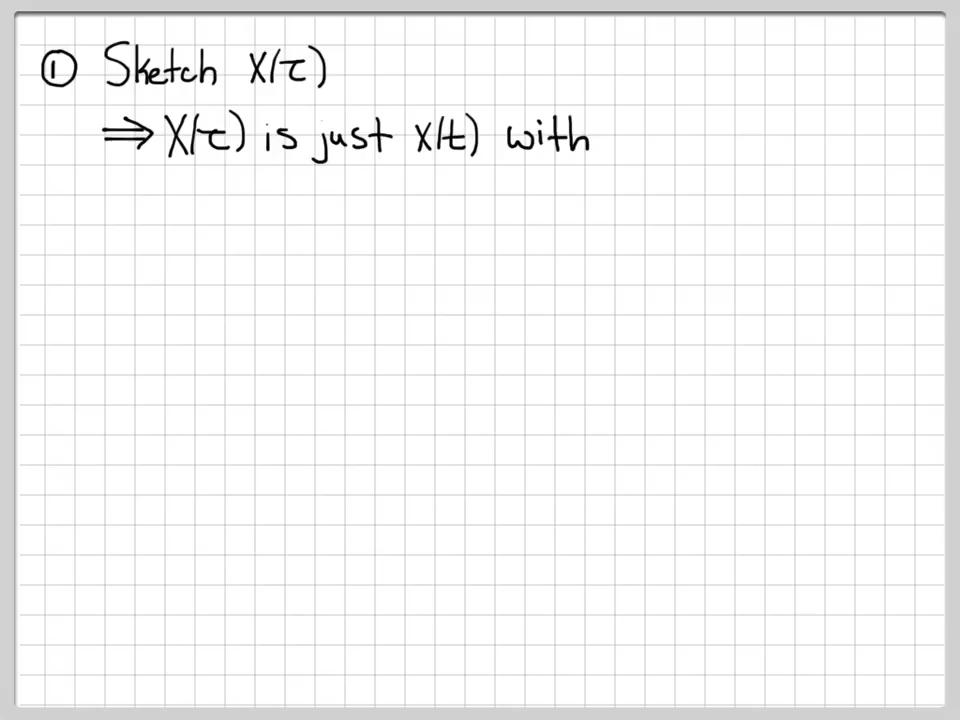 ① Sketch x(τ)
⇒ x(τ) is just x(t) with